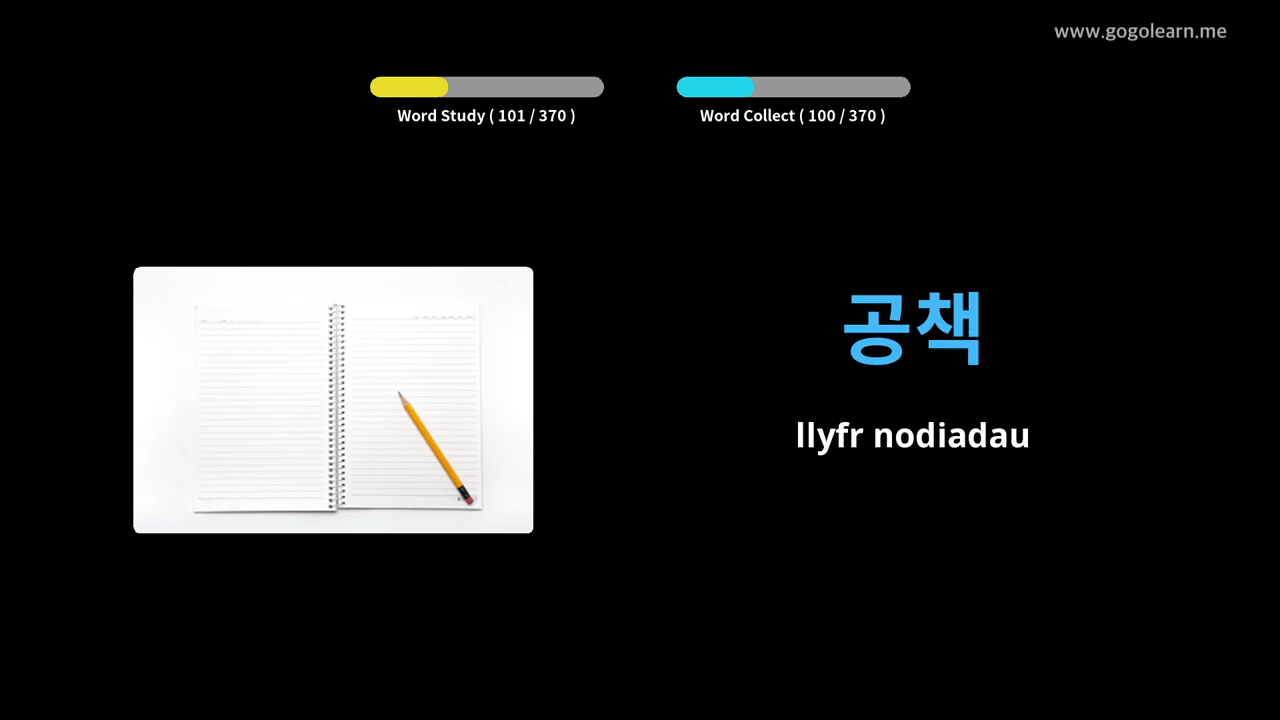 www.gogolearn.me
Word Study ( 101 / 370 )
Word Collect ( 100 / 370 )
공책
llyfr nodiadau